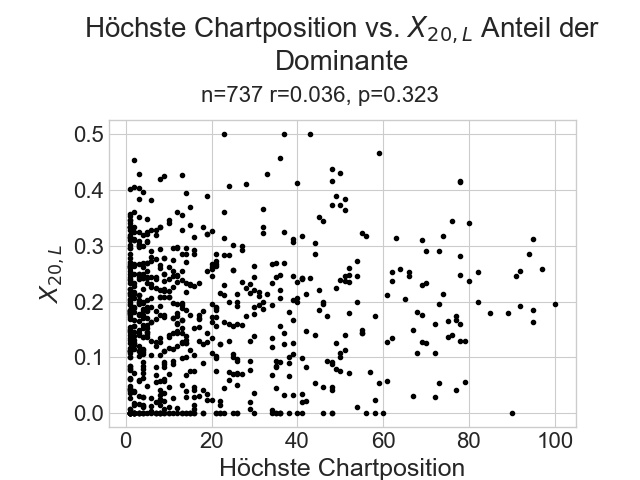 Höchste Chartposition vs. X20, L Anteil der
Dominante
n=737 r=0.036, p=0.323
0.5
0.4
0.3
0.2
0.1
0.0
X20, L
0 20 40 60 80 100
Höchste Chartposition